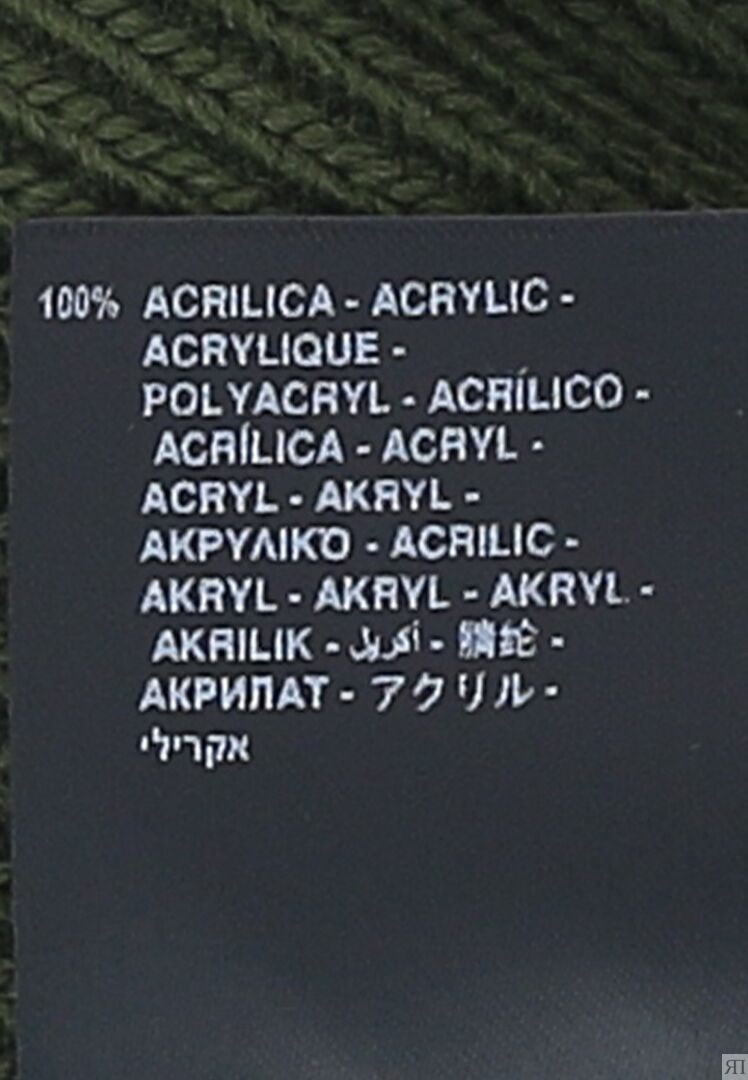 100% ACRILICA - ACRYLIC -
ACRYLIQUE -
POLYACRYL - ACRÍLICO -
ACRÍLICA - ACRYL -
ACRYL - AKRYL -
ΑΚΡΥΛΙΚΌ - ACRILIC -
AKRYL - AKRYL - AKRYL -
AKRILIK - أكريل - 腈纶 -
АКРИЛАТ - アクリル -
אקרילי
ЯП